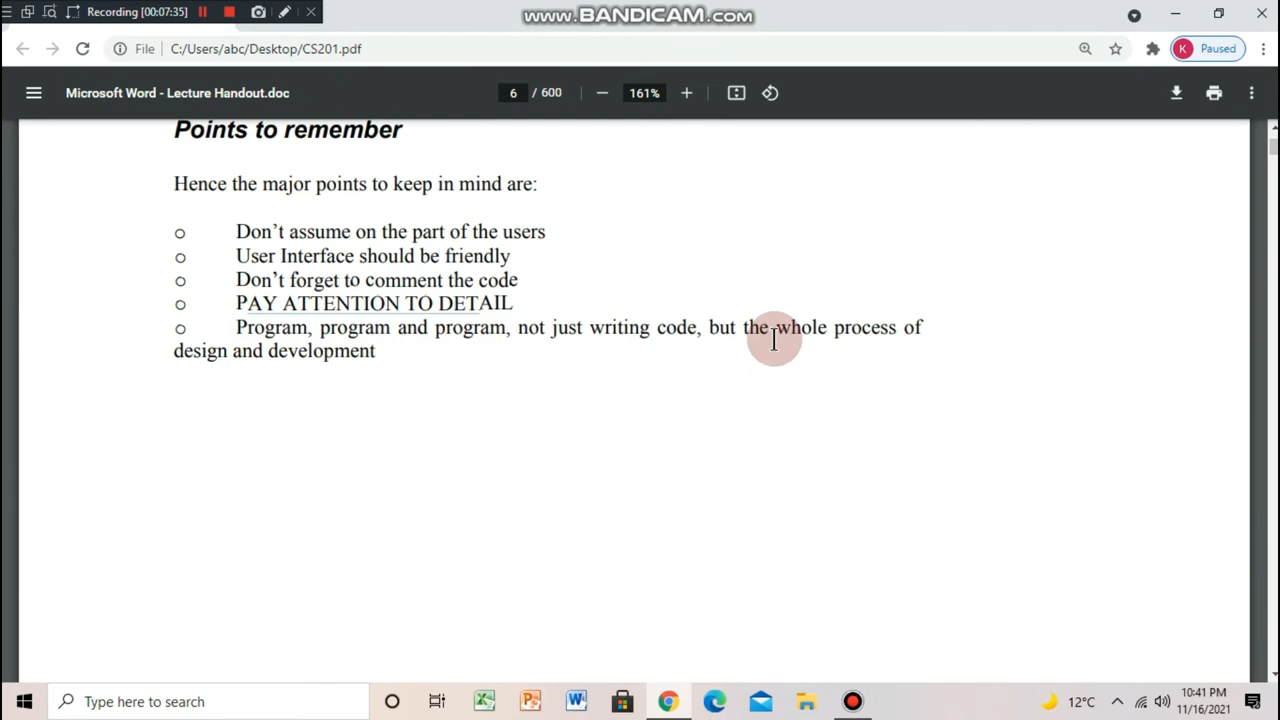 Recording [00:07:35]
www.BANDICAM.com
File C:/Users/abc/Desktop/CS201.pdf
K Paused
Microsoft Word - Lecture Handout.doc
6 / 600
161%
Points to remember
Hence the major points to keep in mind are:
o Don't assume on the part of the users
o User Interface should be friendly
o Don't forget to comment the code
o PAY ATTENTION TO DETAIL
o Program, program and program, not just writing code, but the whole process of
design and development
Type here to search
12°C
10:41 PM
11/16/2021